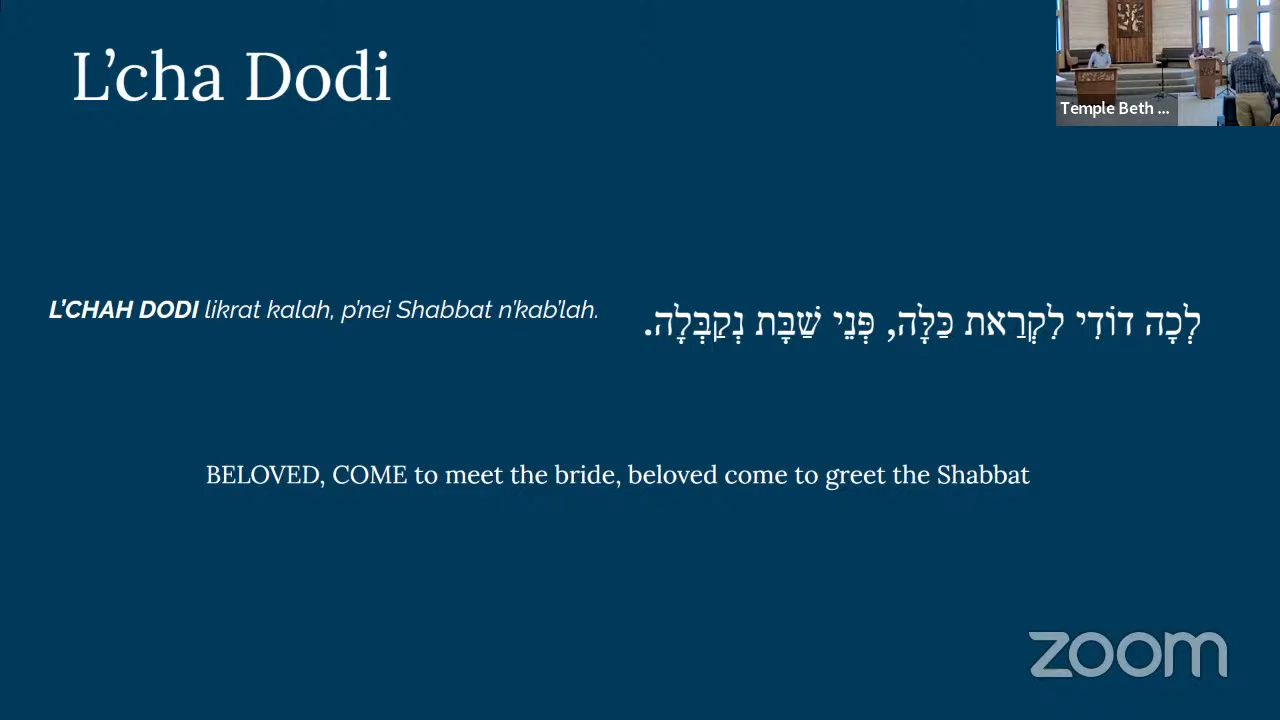 L’cha Dodi
Temple Beth ...
L’CHAH DODI likrat kalah, p’nei Shabbat n’kab’lah.
לְכָה דוֹדִי לִקְרַאת כַּלָּה, פְּנֵי שַׁבָּת נְקַבְּלָה.
BELOVED, COME to meet the bride, beloved come to greet the Shabbat
zoom